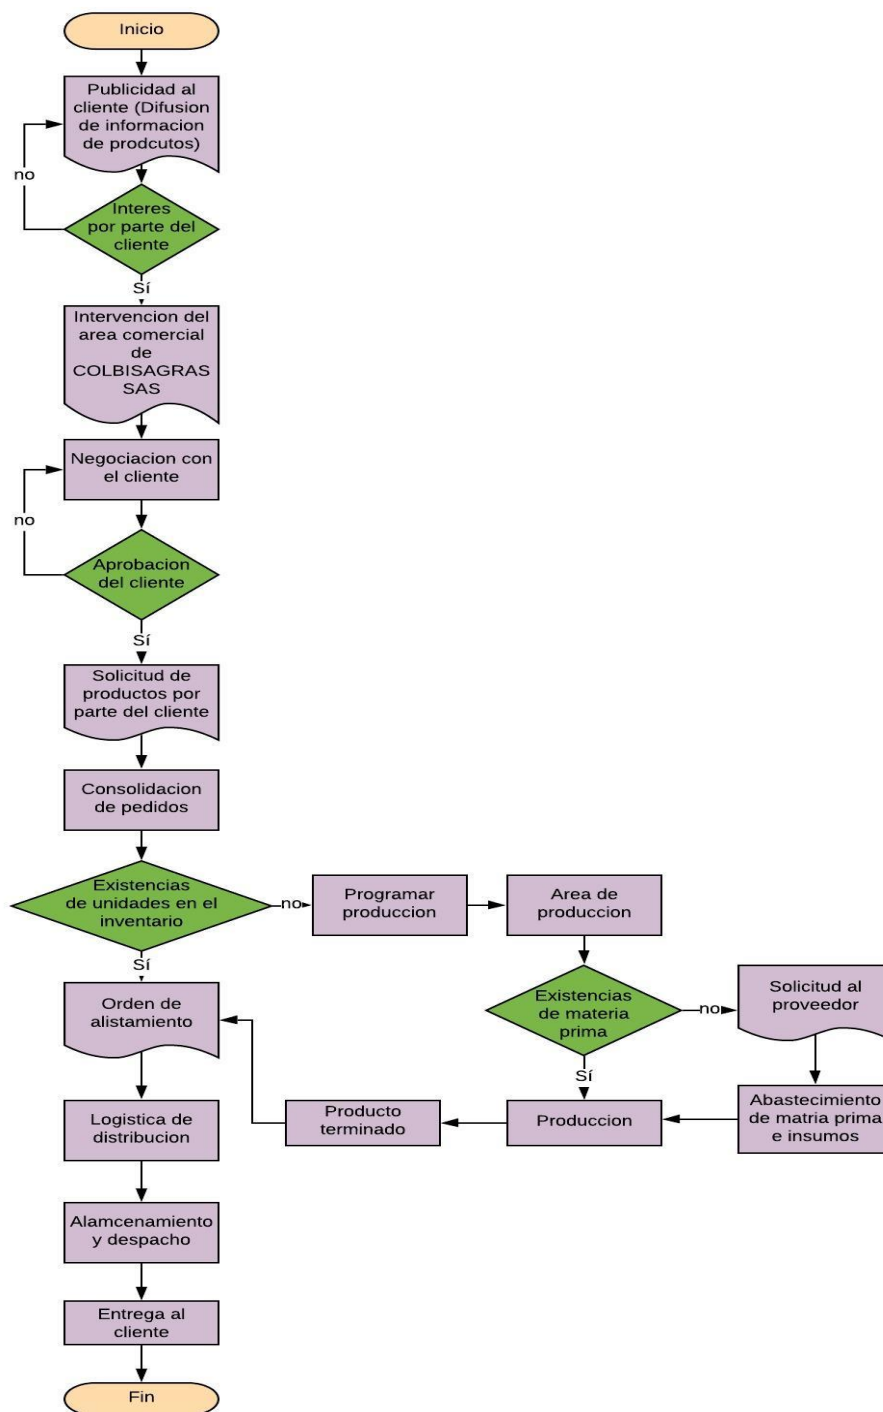 Inicio
Publicidad al
cliente (Difusion
de informacion
de prodcutos)
no
Interes
por parte del
cliente
Sí
Intervencion del
area comercial
de
COLBISAGRAS
SAS
Negociacion con
el cliente
no
Aprobacion
del cliente
Sí
Solicitud de
productos por
parte del cliente
Consolidacion
de pedidos
Existencias
de unidades en el
inventario
no
Programar
produccion
Area de
produccion
Existencias
de materia
prima
no
Solicitud al
proveedor
Sí
Sí
Orden de
alistamiento
Abastecimiento
de matria prima
e insumos
Produccion
Producto
terminado
Logistica de
distribucion
Alamcenamiento
y despacho
Entrega al
cliente
Fin